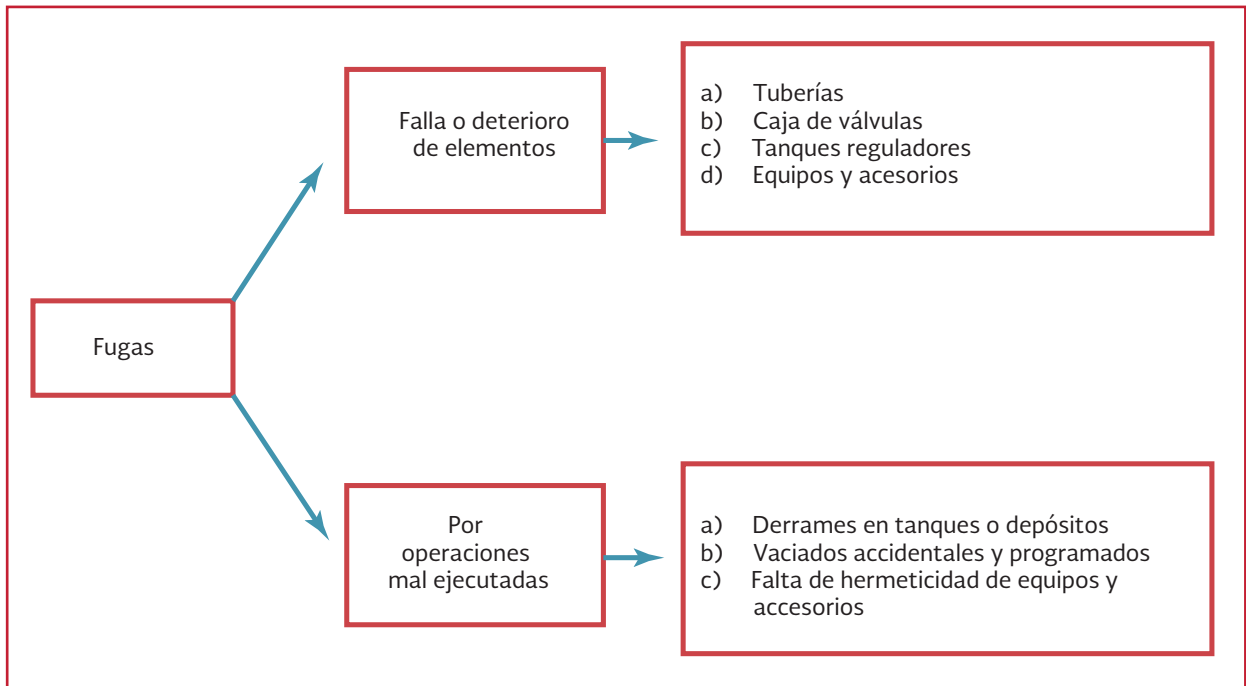 Falla o deterioro
de elementos
a) Tuberías
b) Caja de válvulas
c) Tanques reguladores
d) Equipos y acesorios
Fugas
Por
operaciones
mal ejecutadas
a) Derrames en tanques o depósitos
b) Vaciados accidentales y programados
c) Falta de hermeticidad de equipos y
accesorios